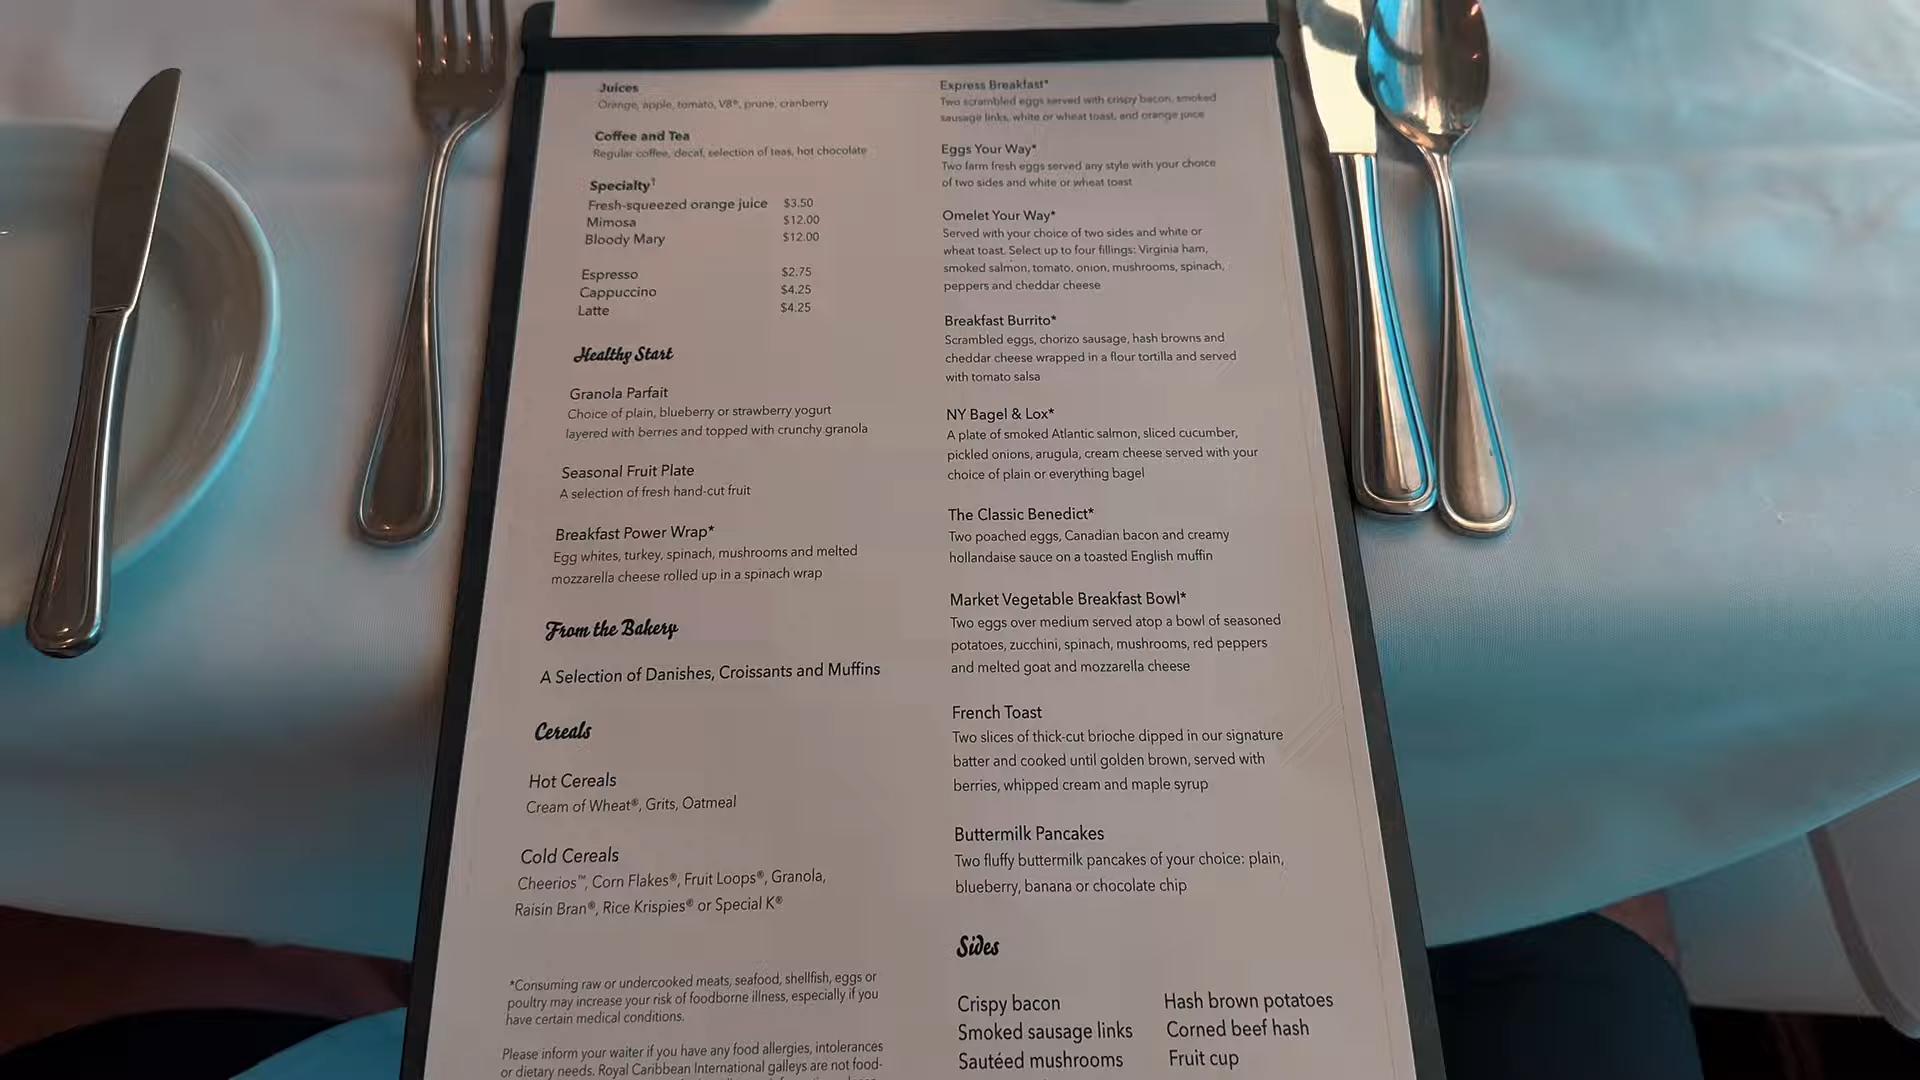 Juices
Orange, apple, tomato, V8®, prune, cranberry
Coffee and Tea
Regular coffee, decaf, selection of teas, hot chocolate
Specialty†
Fresh-squeezed orange juice $3.50
Mimosa $12.00
Bloody Mary $12.00
Espresso $2.75
Cappuccino $4.25
Latte $4.25
Healthy Start
Granola Parfait
Choice of plain, blueberry or strawberry yogurt
layered with berries and topped with crunchy granola
Seasonal Fruit Plate
A selection of fresh hand-cut fruit
Breakfast Power Wrap*
Egg whites, turkey, spinach, mushrooms and melted
mozzarella cheese rolled up in a spinach wrap
From the Bakery
A Selection of Danishes, Croissants and Muffins
Cereals
Hot Cereals
Cream of Wheat®, Grits, Oatmeal
Cold Cereals
Cheerios™, Corn Flakes®, Fruit Loops®, Granola,
Raisin Bran®, Rice Krispies® or Special K®
*Consuming raw or undercooked meats, seafood, shellfish, eggs or
poultry may increase your risk of foodborne illness, especially if you
have certain medical conditions.
Please inform your waiter if you have any food allergies, intolerances
or dietary needs. Royal Caribbean International galleys are not food-
Express Breakfast*
Two scrambled eggs served with crispy bacon, smoked
sausage links, white or wheat toast, and orange juice
Eggs Your Way*
Two farm fresh eggs served any style with your choice
of two sides and white or wheat toast
Omelet Your Way*
Served with your choice of two sides and white or
wheat toast. Select up to four fillings: Virginia ham,
smoked salmon, tomato, onion, mushrooms, spinach,
peppers and cheddar cheese
Breakfast Burrito*
Scrambled eggs, chorizo sausage, hash browns and
cheddar cheese wrapped in a flour tortilla and served
with tomato salsa
NY Bagel & Lox*
A plate of smoked Atlantic salmon, sliced cucumber,
pickled onions, arugula, cream cheese served with your
choice of plain or everything bagel
The Classic Benedict*
Two poached eggs, Canadian bacon and creamy
hollandaise sauce on a toasted English muffin
Market Vegetable Breakfast Bowl*
Two eggs over medium served atop a bowl of seasoned
potatoes, zucchini, spinach, mushrooms, red peppers
and melted goat and mozzarella cheese
French Toast
Two slices of thick-cut brioche dipped in our signature
batter and cooked until golden brown, served with
berries, whipped cream and maple syrup
Buttermilk Pancakes
Two fluffy buttermilk pancakes of your choice: plain,
blueberry, banana or chocolate chip
Sides
Crispy bacon
Smoked sausage links
Sautéed mushrooms
Hash brown potatoes
Corned beef hash
Fruit cup